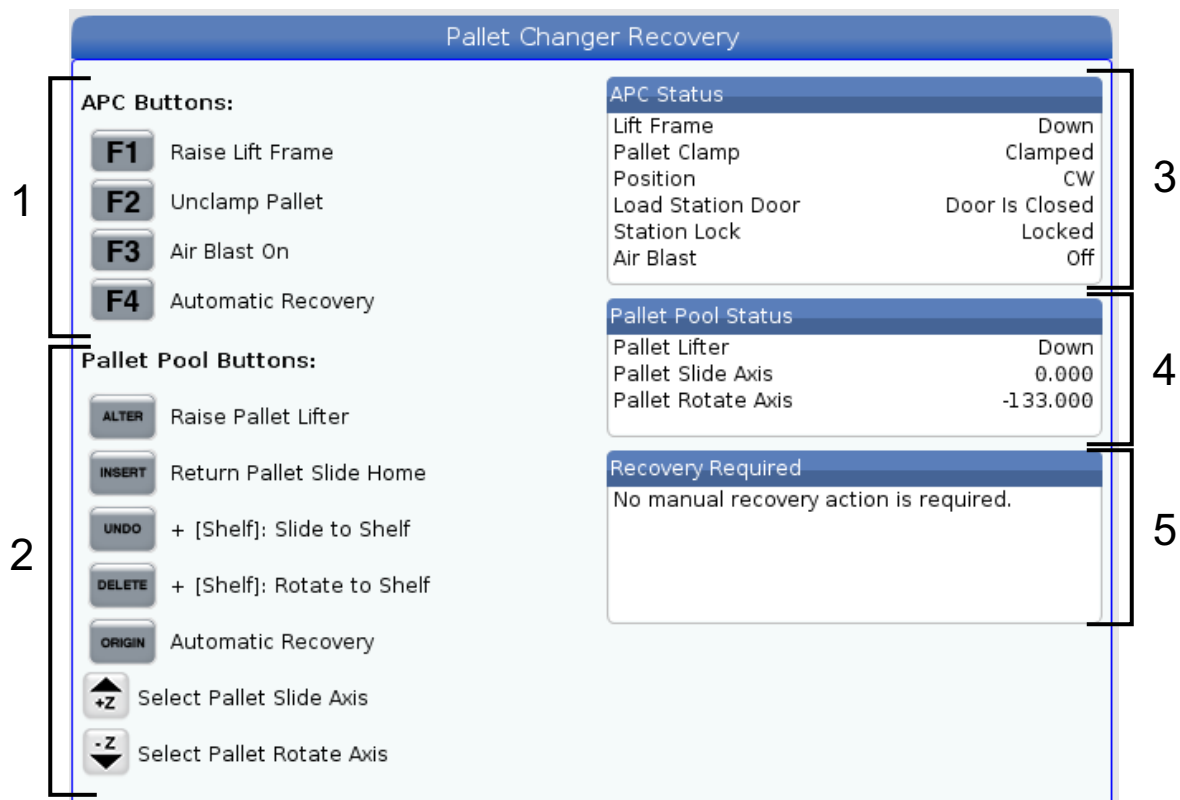 Pallet Changer Recovery
1
APC Buttons:
F1 Raise Lift Frame
F2 Unclamp Pallet
F3 Air Blast On
F4 Automatic Recovery
2
Pallet Pool Buttons:
ALTER Raise Pallet Lifter
INSERT Return Pallet Slide Home
UNDO + [Shelf]: Slide to Shelf
DELETE + [Shelf]: Rotate to Shelf
ORIGIN Automatic Recovery
+Z Select Pallet Slide Axis
-Z Select Pallet Rotate Axis
3
APC Status
Lift Frame Down
Pallet Clamp Clamped
Position CW
Load Station Door Door Is Closed
Station Lock Locked
Air Blast Off
4
Pallet Pool Status
Pallet Lifter Down
Pallet Slide Axis 0.000
Pallet Rotate Axis -133.000
5
Recovery Required
No manual recovery action is required.